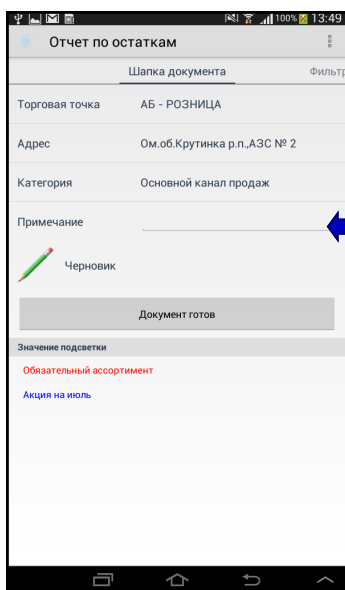 100% 13:49
Отчет по остаткам
Шапка документа Фильтр
Торговая точка АБ - РОЗНИЦА
Адрес Ом.об.Крутинка р.п.,АЗС № 2
Категория Основной канал продаж
Примечание
Черновик
Документ готов
Значение подсветки
Обязательный ассортимент
Акция на июль